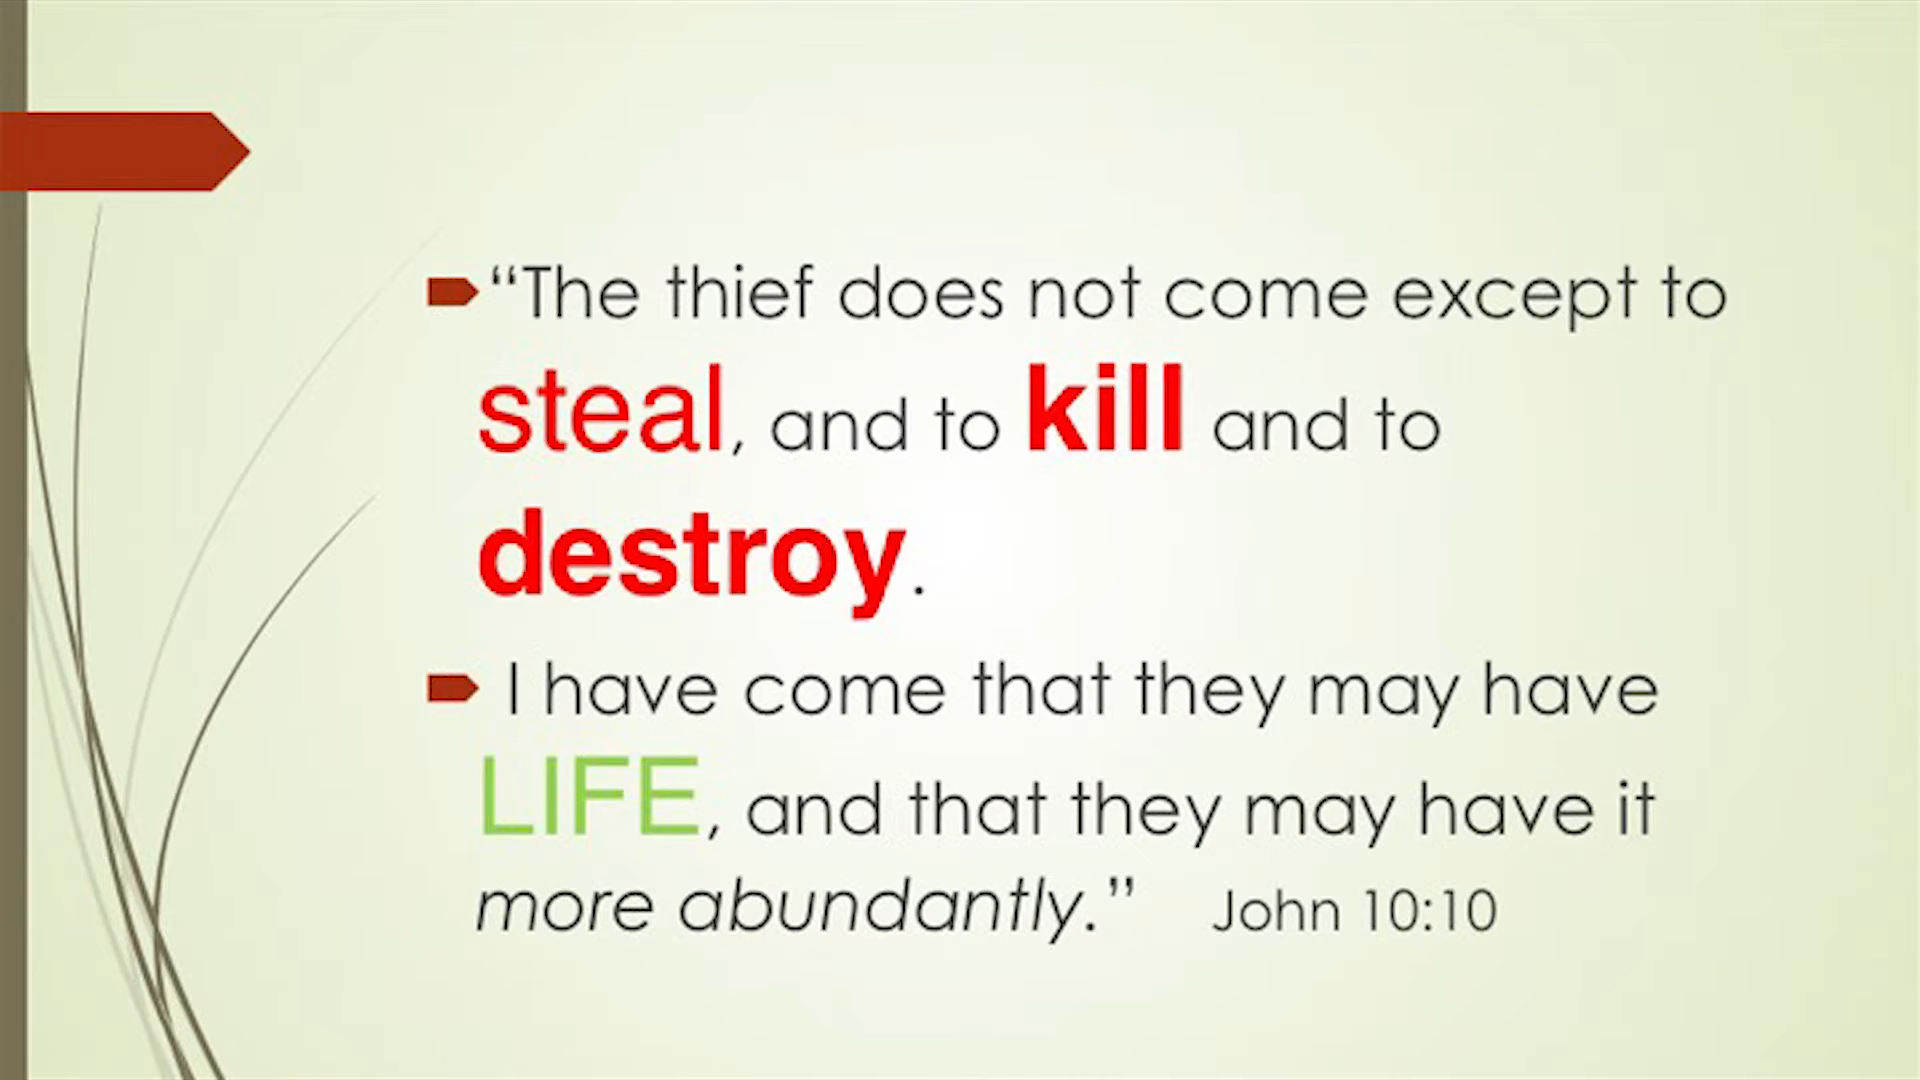 “The thief does not come except to
steal, and to kill and to
destroy.
I have come that they may have
LIFE, and that they may have it
more abundantly.” John 10:10